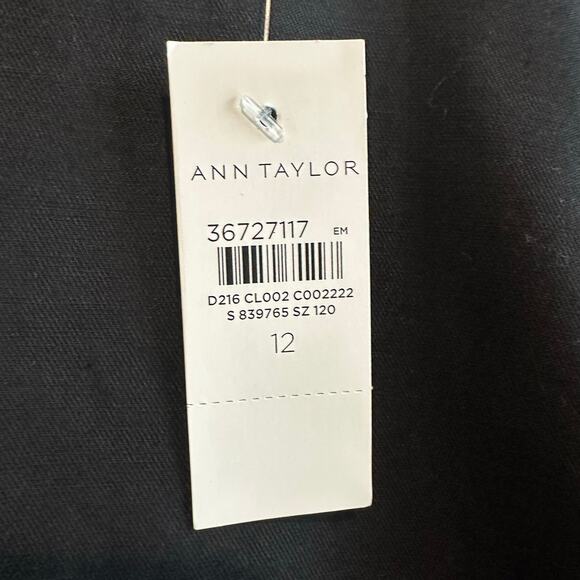 ANN TAYLOR
36727117 EM
D216 CL002 C002222
S 839765 SZ 120
12